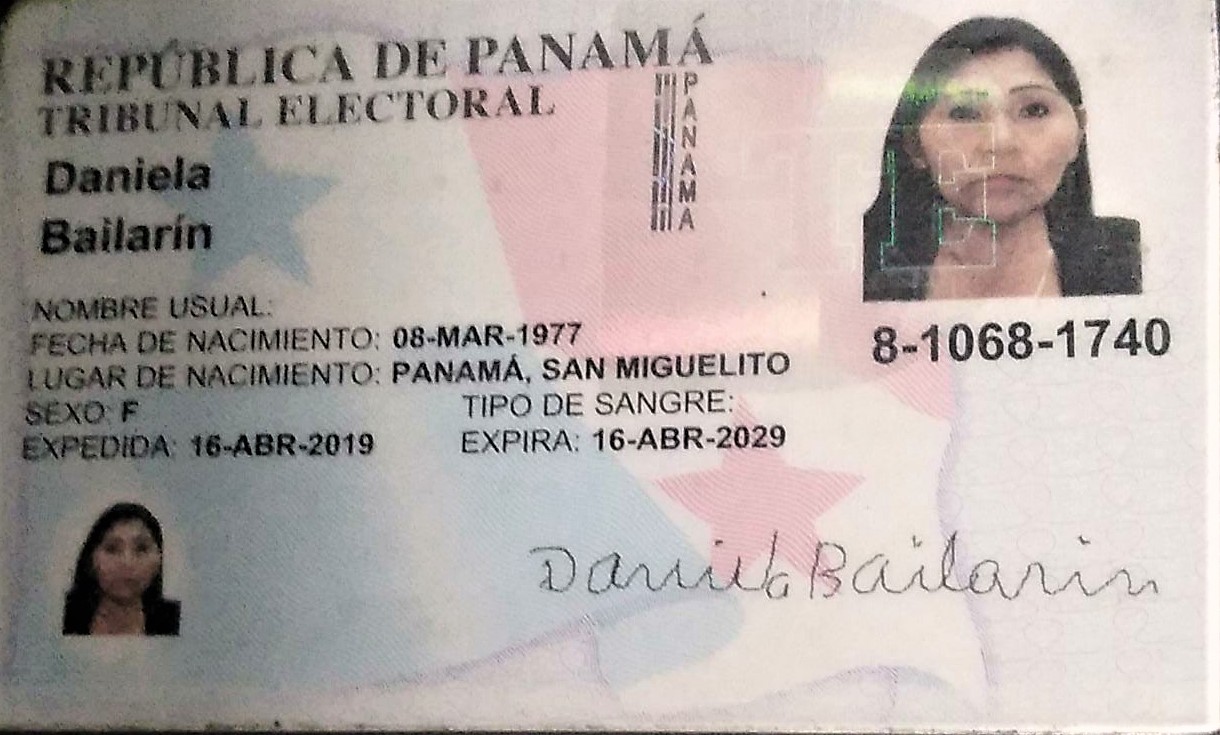 REPÚBLICA DE PANAMÁ
TRIBUNAL ELECTORAL
PANAMA
Daniela
Bailarín
NOMBRE USUAL:
FECHA DE NACIMIENTO: 08-MAR-1977
LUGAR DE NACIMIENTO: PANAMÁ, SAN MIGUELITO
SEXO: F TIPO DE SANGRE:
EXPEDIDA: 16-ABR-2019 EXPIRA: 16-ABR-2029
8-1068-1740
Daniela Bailarin